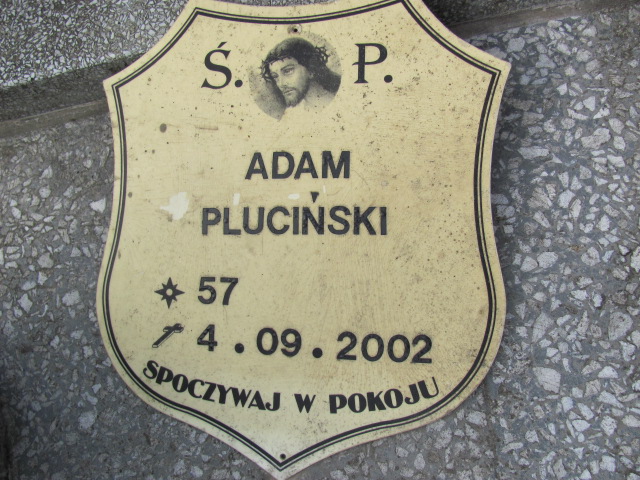 Ś. P.
ADAM
PLUCIŃSKI
57
4.09.2002
SPOCZYWAJ W POKOJU